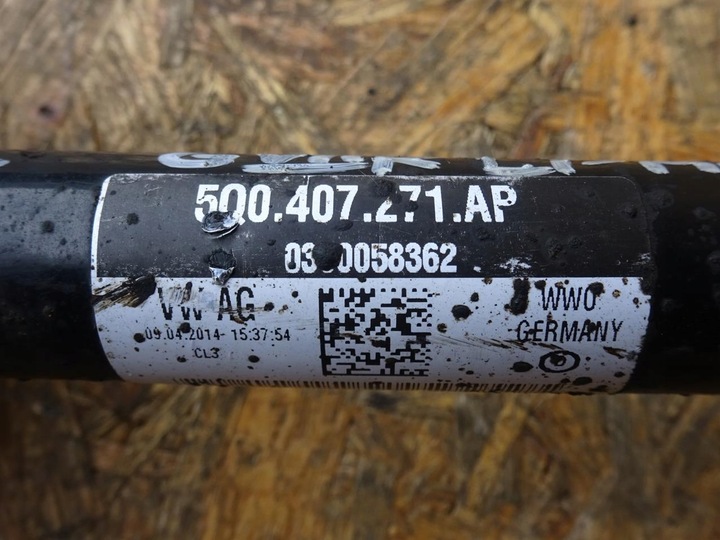 5Q0.407.271.AP
VW AG
WWO
09.04.2014- 15:37:54
GERMANY
CL3